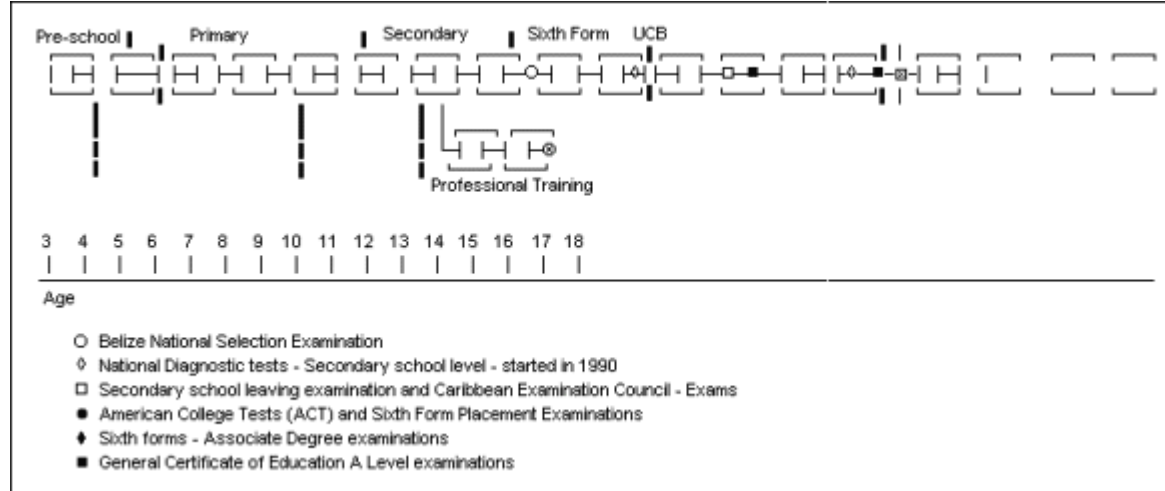 Pre-school Primary Secondary Sixth Form UCB
Professional Training
3 4 5 6 7 8 9 10 11 12 13 14 15 16 17 18
Age
Belize National Selection Examination
National Diagnostic tests - Secondary school level - started in 1990
Secondary school leaving examination and Caribbean Examination Council - Exams
American College Tests (ACT) and Sixth Form Placement Examinations
Sixth forms - Associate Degree examinations
General Certificate of Education A Level examinations